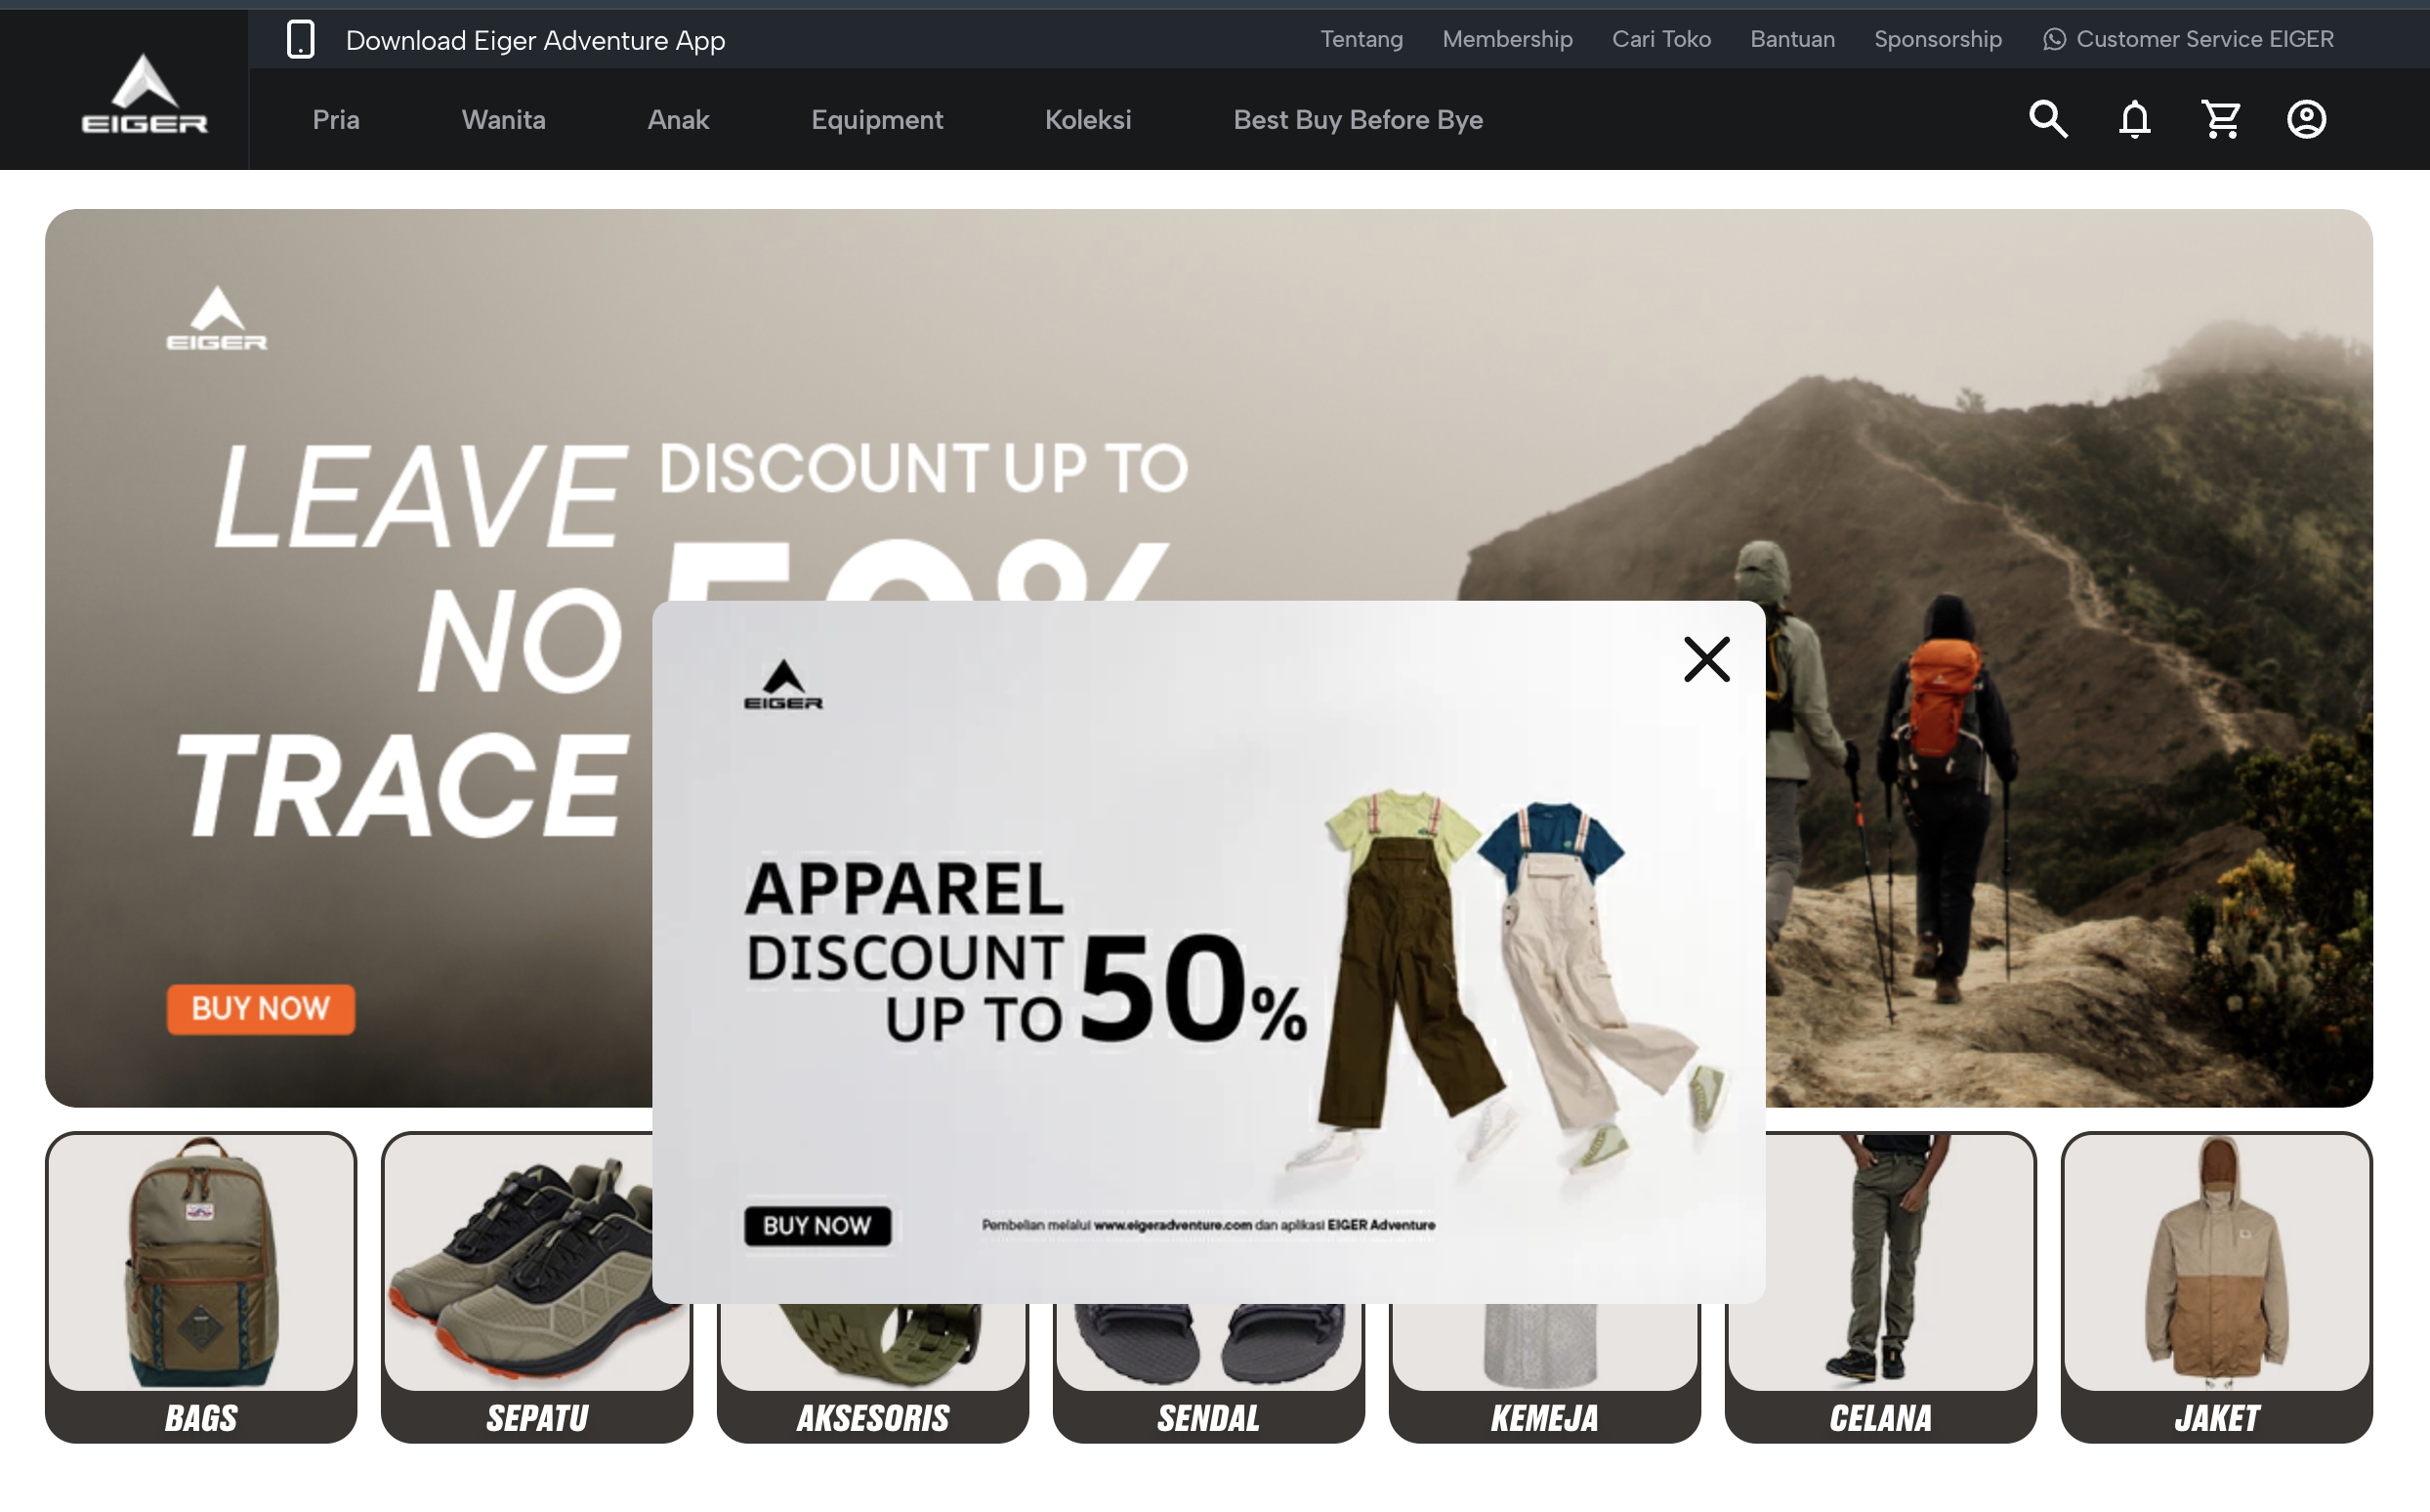 Download Eiger Adventure App
Tentang
Membership
Cari Toko
Bantuan
Sponsorship
Customer Service EIGER
EIGER
Pria
Wanita
Anak
Equipment
Koleksi
Best Buy Before Bye
EIGER
LEAVE
NO
TRACE
DISCOUNT UP TO
50%
BUY NOW
EIGER
APPAREL
DISCOUNT
UP TO 50%
BUY NOW
Pembelian melalui www.eigeradventure.com dan aplikasi EIGER Adventure
BAGS
SEPATU
AKSESORIS
SENDAL
KEMEJA
CELANA
JAKET